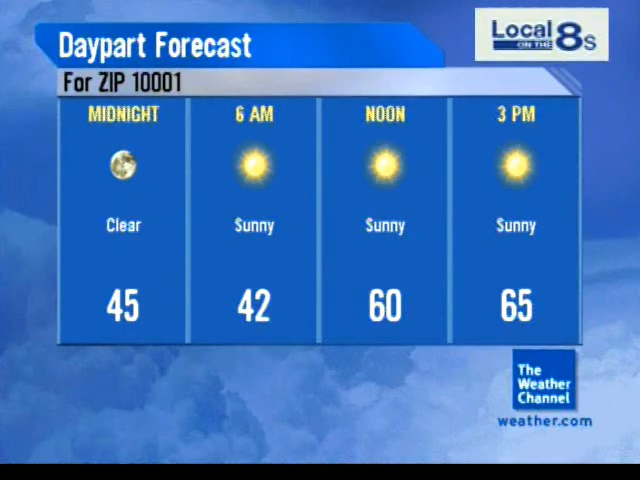 Local
ON THE 8s
Daypart Forecast
For ZIP 10001
MIDNIGHT 6 AM NOON 3 PM
Clear Sunny Sunny Sunny
45 42 60 65
The
Weather
Channel
weather.com